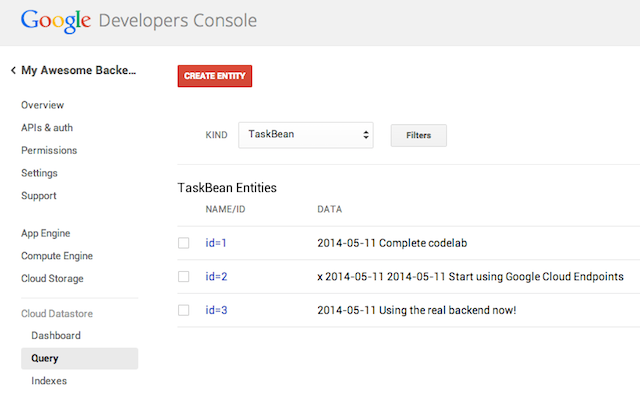 Google Developers Console
My Awesome Backe...
Overview
APIs & auth
Permissions
Settings
Support
App Engine
Compute Engine
Cloud Storage
Cloud Datastore
Dashboard
Query
Indexes
CREATE ENTITY
KIND TaskBean Filters
TaskBean Entities
NAME/ID DATA
id=1 2014-05-11 Complete codelab
id=2 x 2014-05-11 2014-05-11 Start using Google Cloud Endpoints
id=3 2014-05-11 Using the real backend now!